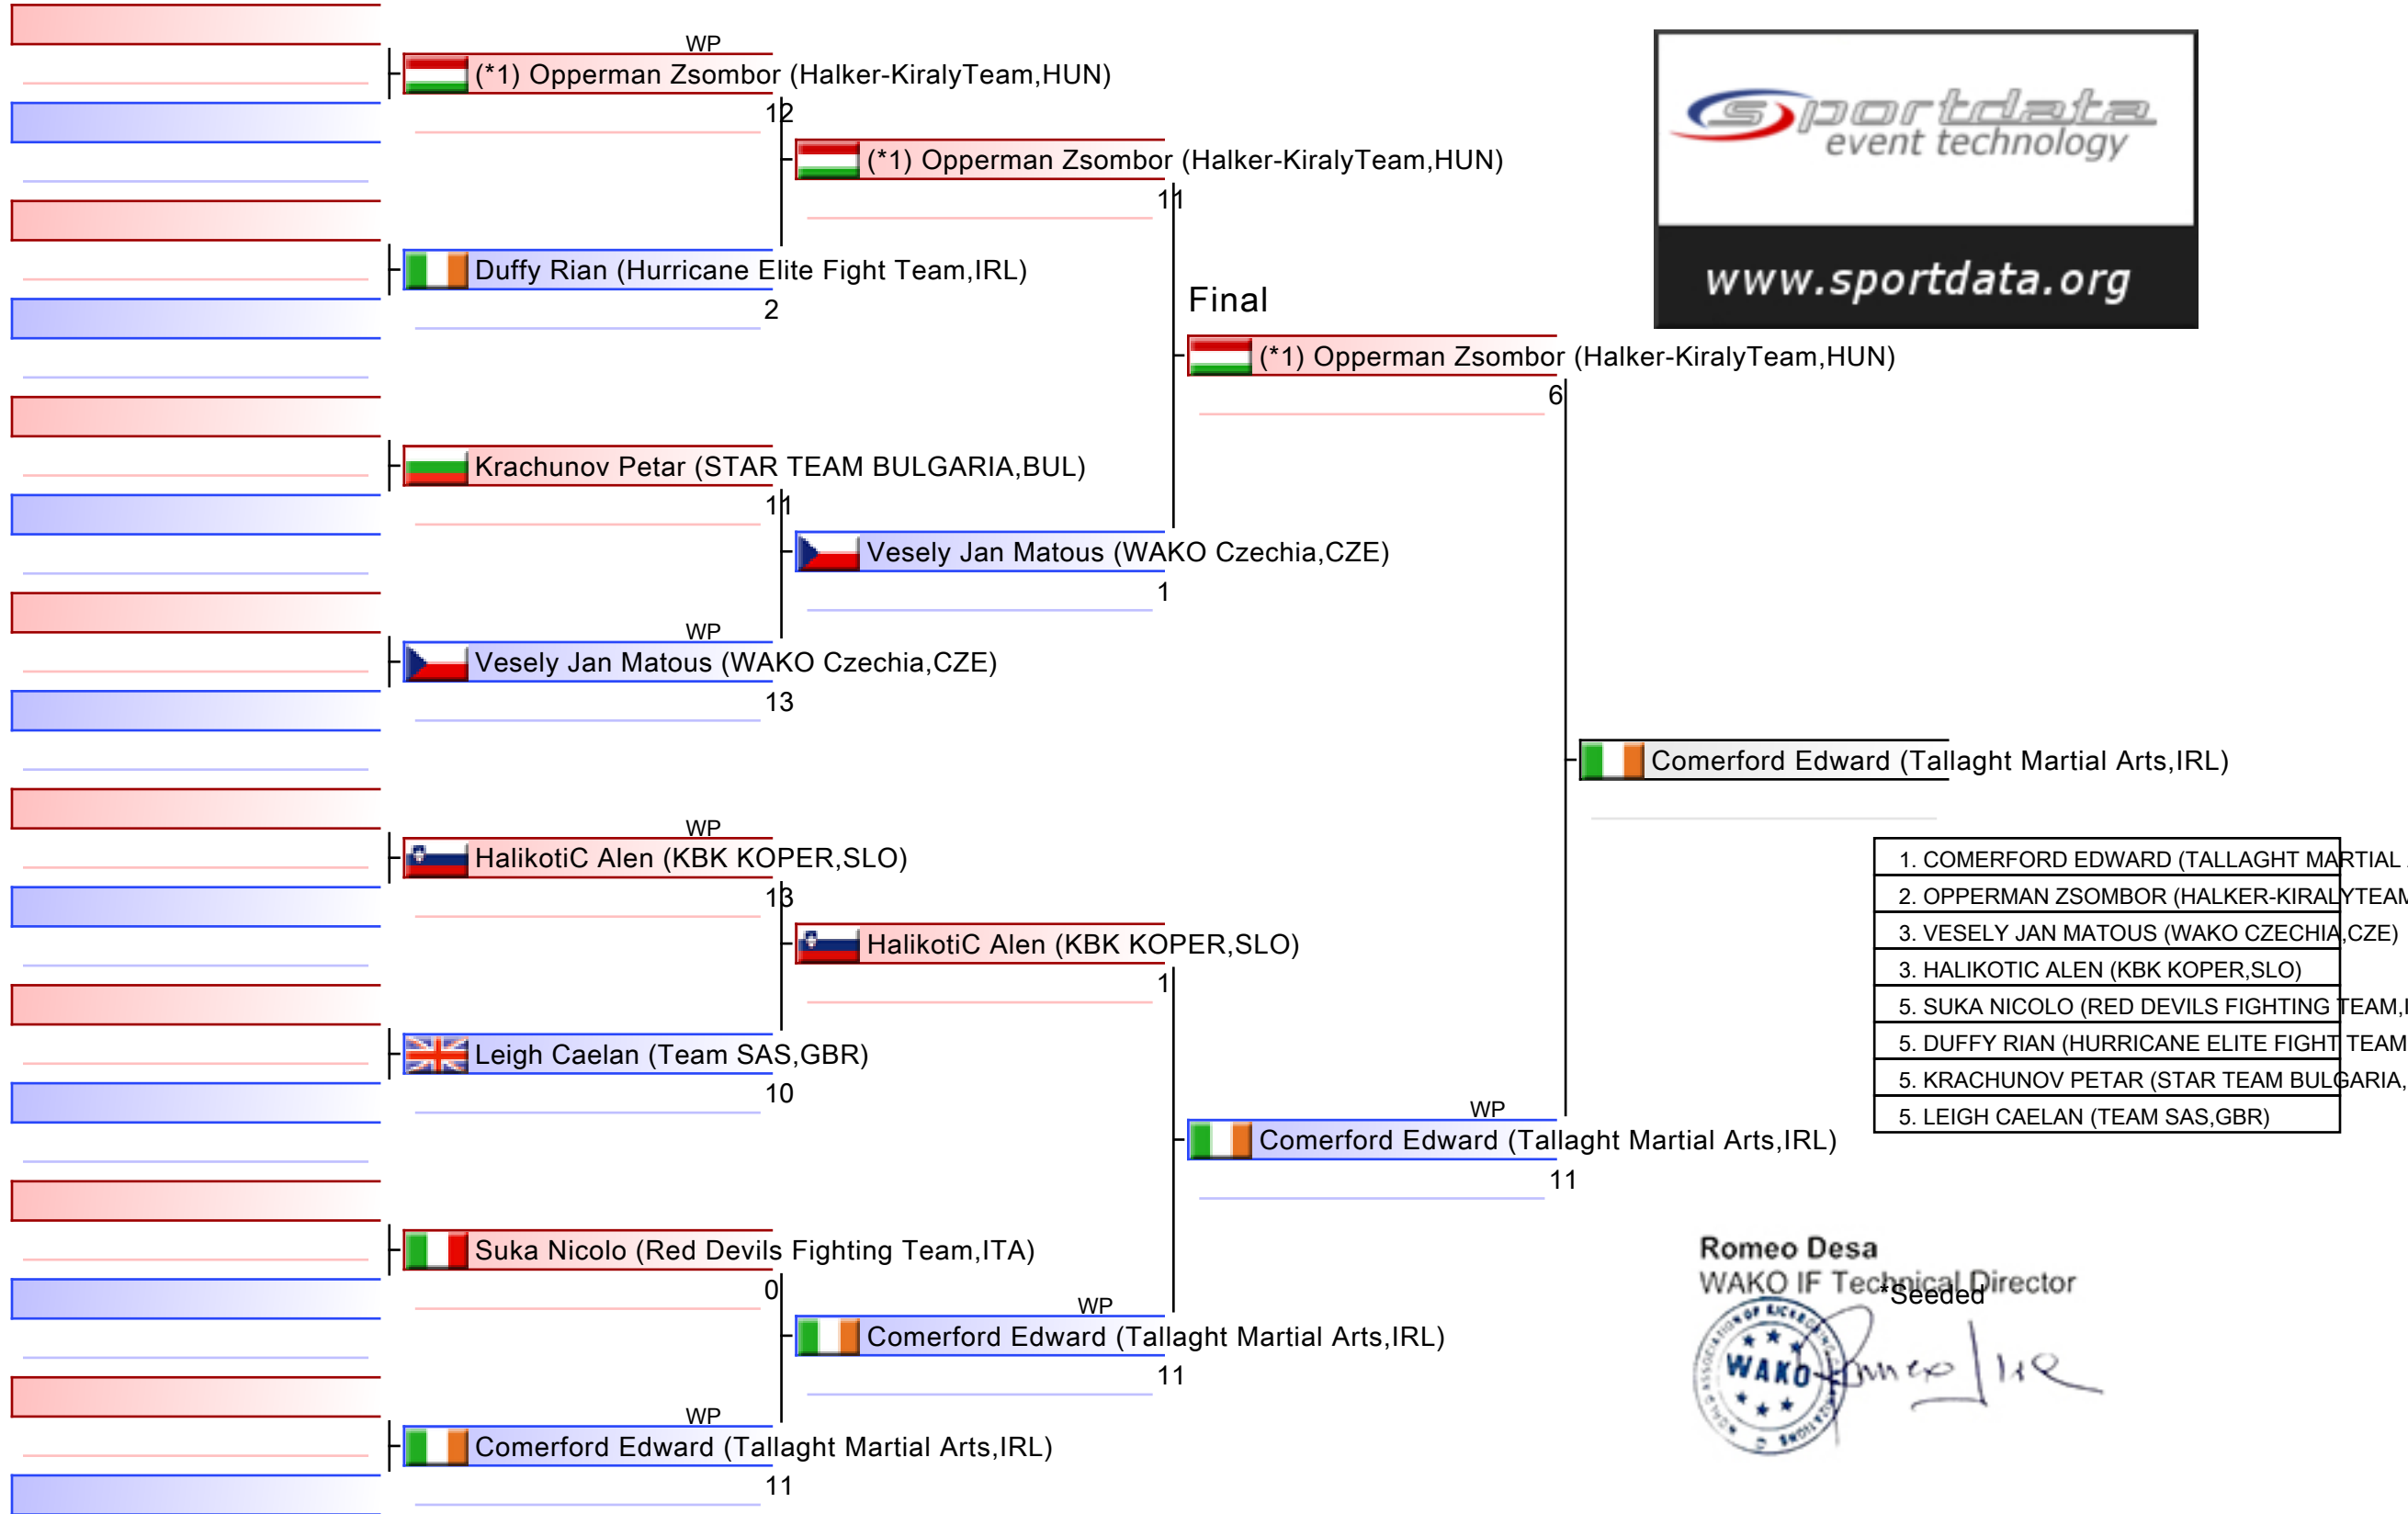 WP
(*1) Opperman Zsombor (Halker-KiralyTeam,HUN)
12
Duffy Rian (Hurricane Elite Fight Team,IRL)
2
Krachunov Petar (STAR TEAM BULGARIA,BUL)
11
WP
Vesely Jan Matous (WAKO Czechia,CZE)
13
WP
HalikotiC Alen (KBK KOPER,SLO)
13
Leigh Caelan (Team SAS,GBR)
10
Suka Nicolo (Red Devils Fighting Team,ITA)
0
WP
Comerford Edward (Tallaght Martial Arts,IRL)
11
(*1) Opperman Zsombor (Halker-KiralyTeam,HUN)
11
Vesely Jan Matous (WAKO Czechia,CZE)
1
HalikotiC Alen (KBK KOPER,SLO)
1
WP
Comerford Edward (Tallaght Martial Arts,IRL)
11
Final
(*1) Opperman Zsombor (Halker-KiralyTeam,HUN)
6
WP
Comerford Edward (Tallaght Martial Arts,IRL)
11
Comerford Edward (Tallaght Martial Arts,IRL)
sportdata
event technology
www.sportdata.org
1. COMERFORD EDWARD (TALLAGHT MARTIAL
2. OPPERMAN ZSOMBOR (HALKER-KIRALYTEAM
3. VESELY JAN MATOUS (WAKO CZECHIA,CZE)
3. HALIKOTIC ALEN (KBK KOPER,SLO)
5. SUKA NICOLO (RED DEVILS FIGHTING TEAM,I
5. DUFFY RIAN (HURRICANE ELITE FIGHT TEAM
5. KRACHUNOV PETAR (STAR TEAM BULGARIA,
5. LEIGH CAELAN (TEAM SAS,GBR)
Romeo Desa
WAKO IF Technical Director
*Seeded
WAKO